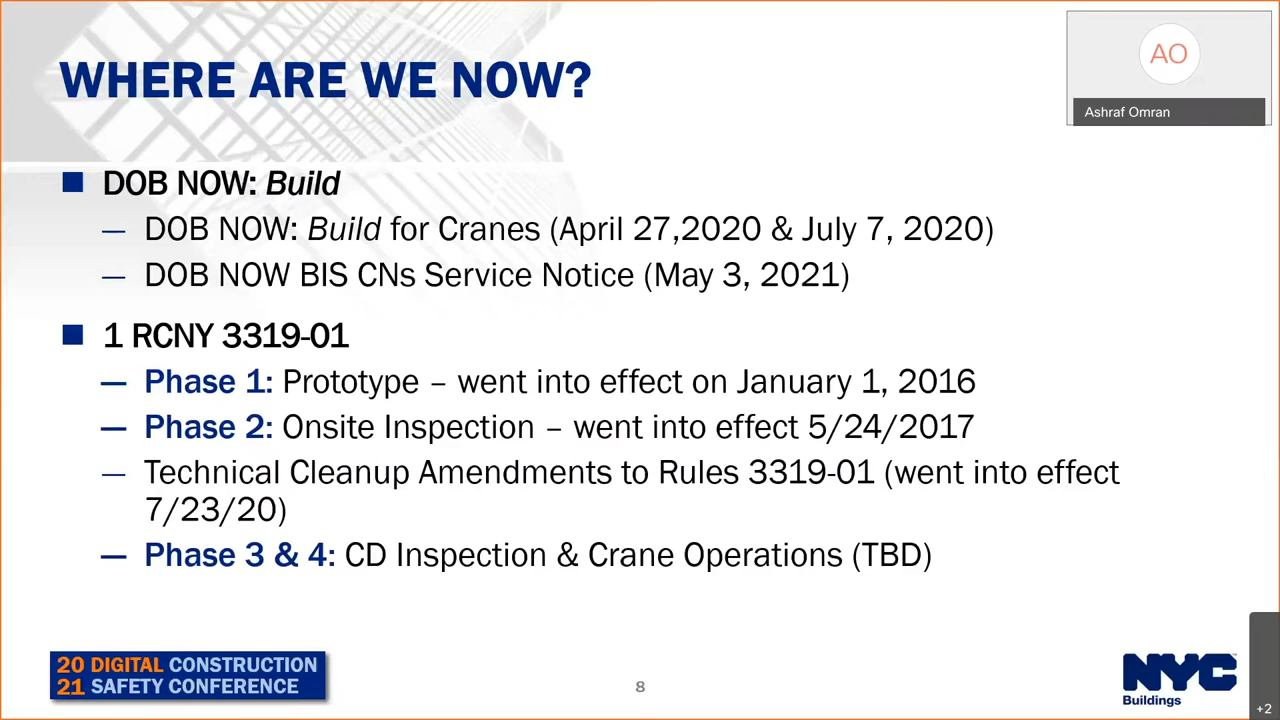 WHERE ARE WE NOW?
AO
Ashraf Omran
DOB NOW: Build
— DOB NOW: Build for Cranes (April 27,2020 & July 7, 2020)
— DOB NOW BIS CNs Service Notice (May 3, 2021)
1 RCNY 3319-01
— Phase 1: Prototype – went into effect on January 1, 2016
— Phase 2: Onsite Inspection – went into effect 5/24/2017
— Technical Cleanup Amendments to Rules 3319-01 (went into effect
7/23/20)
— Phase 3 & 4: CD Inspection & Crane Operations (TBD)
20 DIGITAL CONSTRUCTION
21 SAFETY CONFERENCE
8
NYC
Buildings
+2